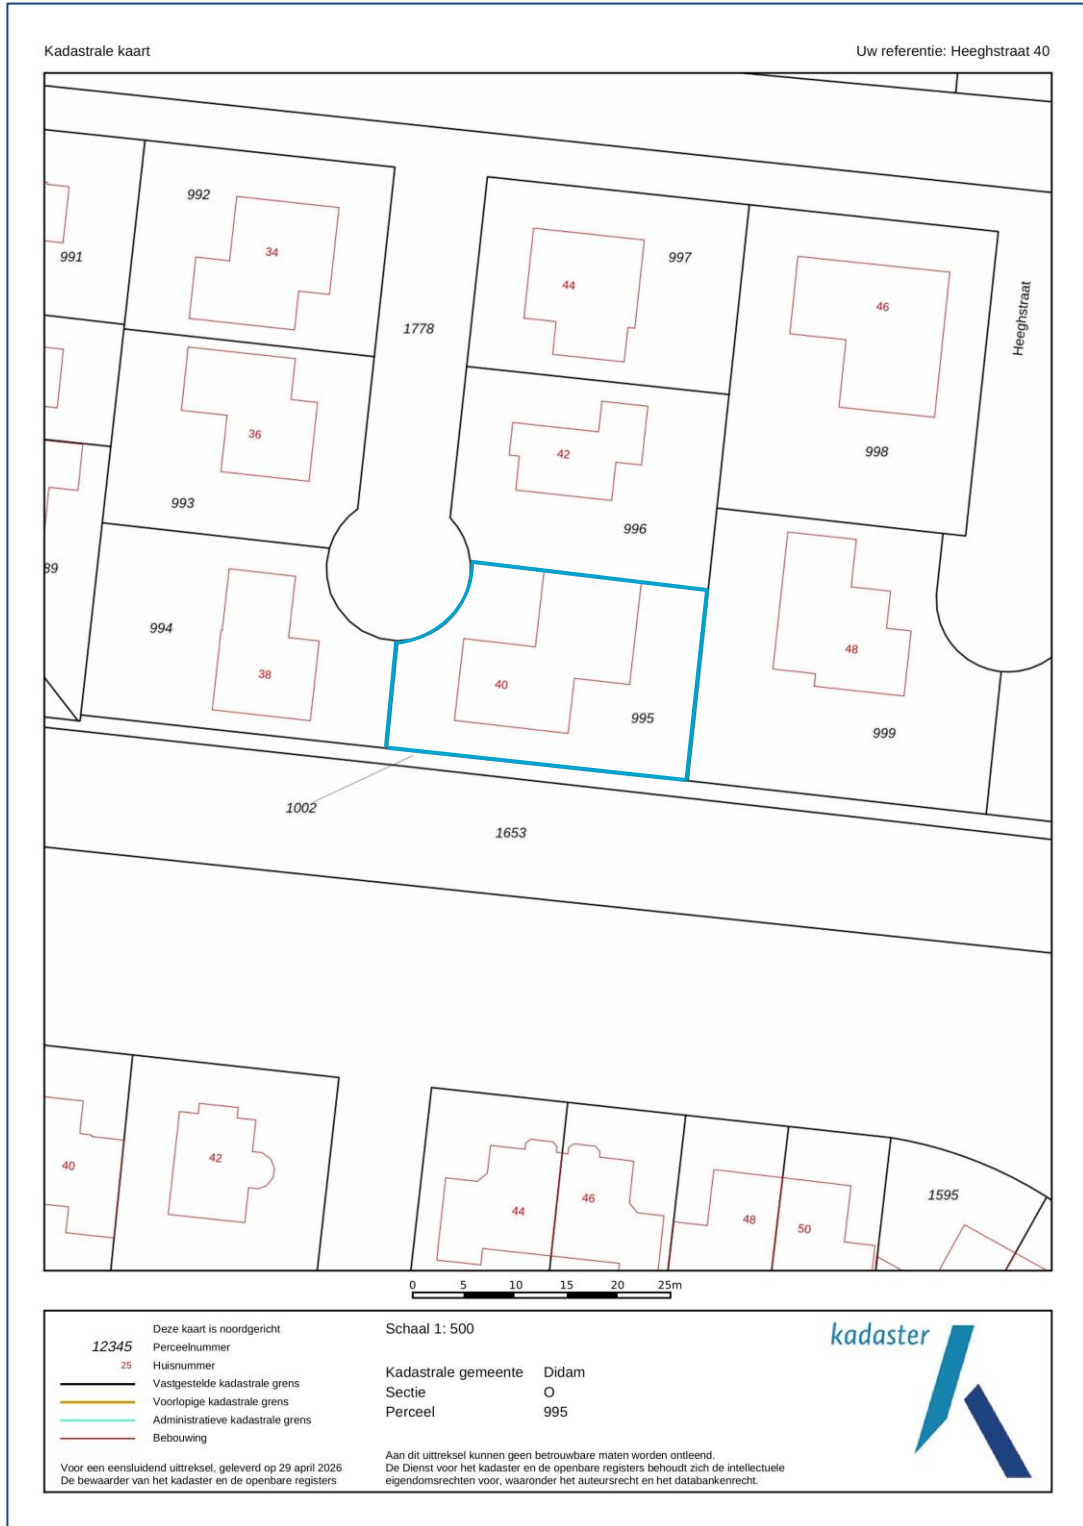 Kadastrale kaart
Uw referentie: Heeghstraat 40
992
34
991
997
44
46
Heeghstraat
1778
36
993
42
996
998
89
994
38
40
995
48
999
1002
1653
40
42
44
46
48
50
1595
0 5 10 15 20 25m
Deze kaart is noordgericht
12345 Perceelnummer
25 Huisnummer
Vastgestelde kadastrale grens
Voorlopige kadastrale grens
Administratieve kadastrale grens
Bebouwing
Voor een eensluidend uittreksel, geleverd op 29 april 2026
De bewaarder van het kadaster en de openbare registers
Schaal 1: 500
Kadastrale gemeente Didam
Sectie O
Perceel 995
Aan dit uittreksel kunnen geen betrouwbare maten worden ontleend.
De Dienst voor het kadaster en de openbare registers behoudt zich de intellectuele
eigendomsrechten voor, waaronder het auteursrecht en het databankenrecht.
kadaster